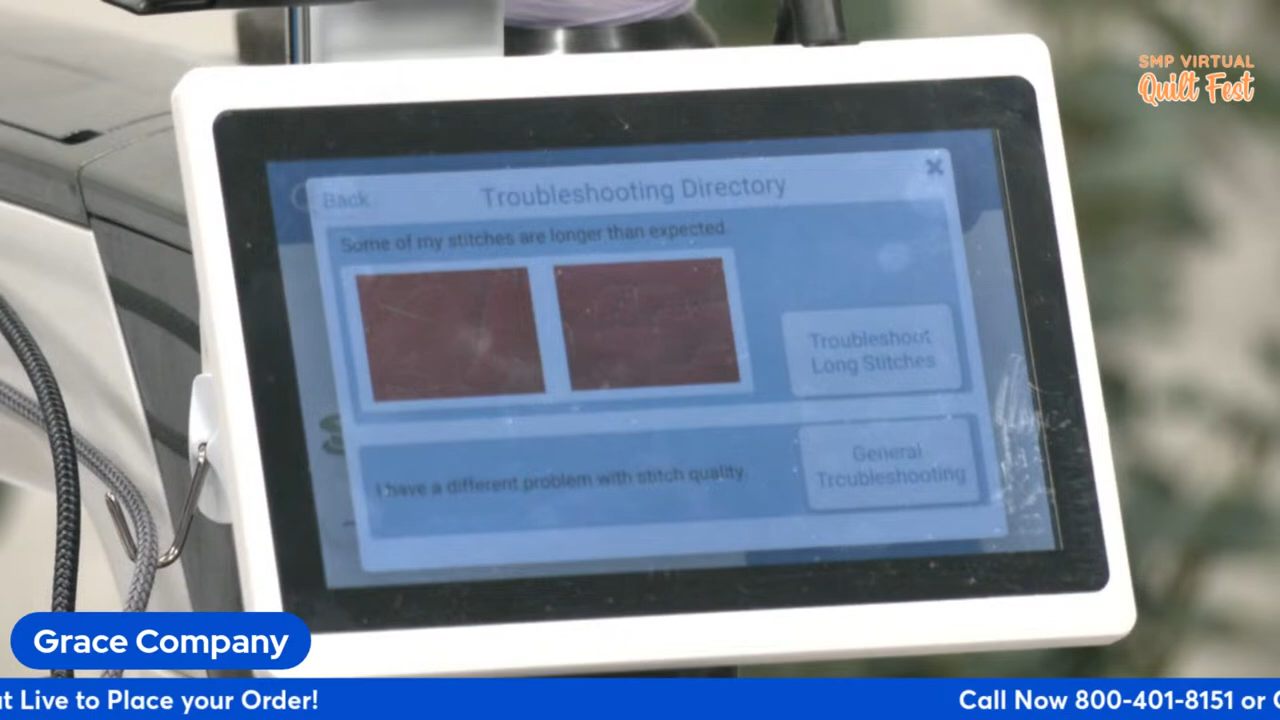 SMP VIRTUAL
Quilt Fest
Back
Troubleshooting Directory
Some of my stitches are longer than expected.
Troubleshoot
Long Stitches
I have a different problem with stitch quality.
General
Troubleshooting
Grace Company
Live to Place your Order!
Call Now 800-401-8151 or